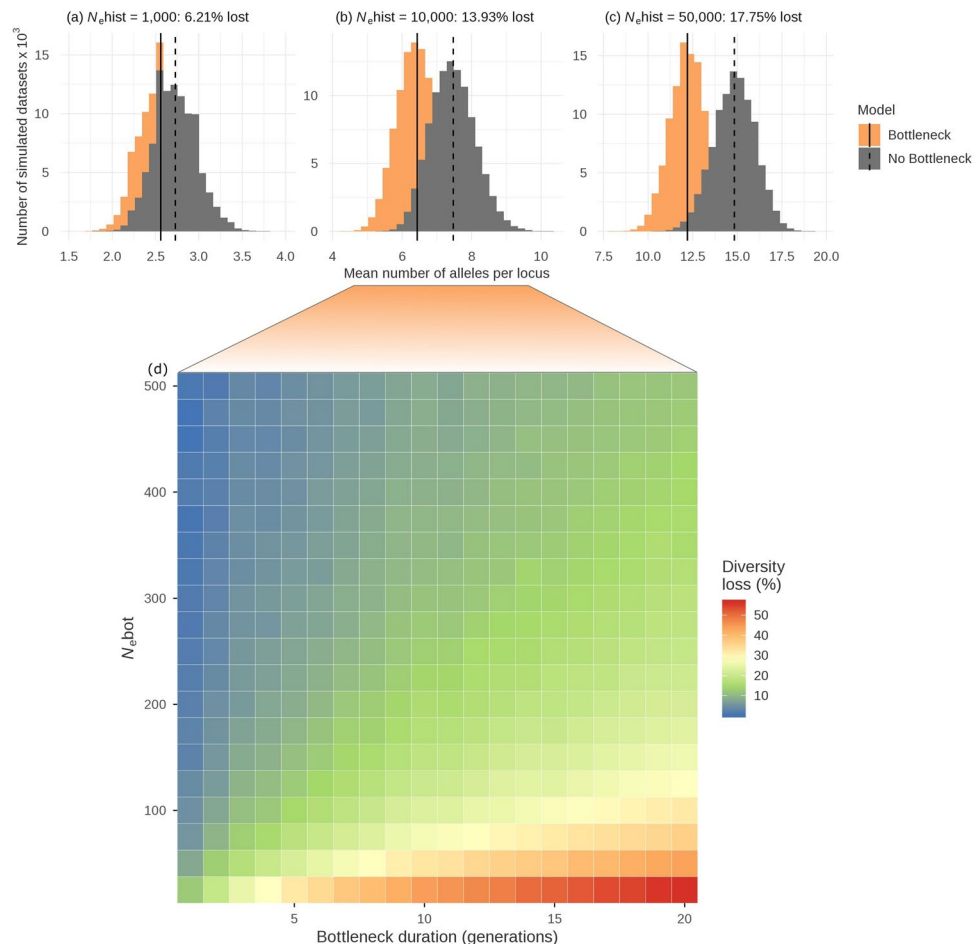 (a) Nₑhist = 1,000: 6.21% lost
(b) Nₑhist = 10,000: 13.93% lost
(c) Nₑhist = 50,000: 17.75% lost
Number of simulated datasets x 10³
15
10
5
0
1.5 2.0 2.5 3.0 3.5 4.0
10
5
0
4 6 8 10
15
10
5
0
7.5 10.0 12.5 15.0 17.5 20.0
Mean number of alleles per locus
Model
Bottleneck
No Bottleneck
(d)
Nₑbot
500
400
300
200
100
5 10 15 20
Bottleneck duration (generations)
Diversity
loss (%)
50
40
30
20
10